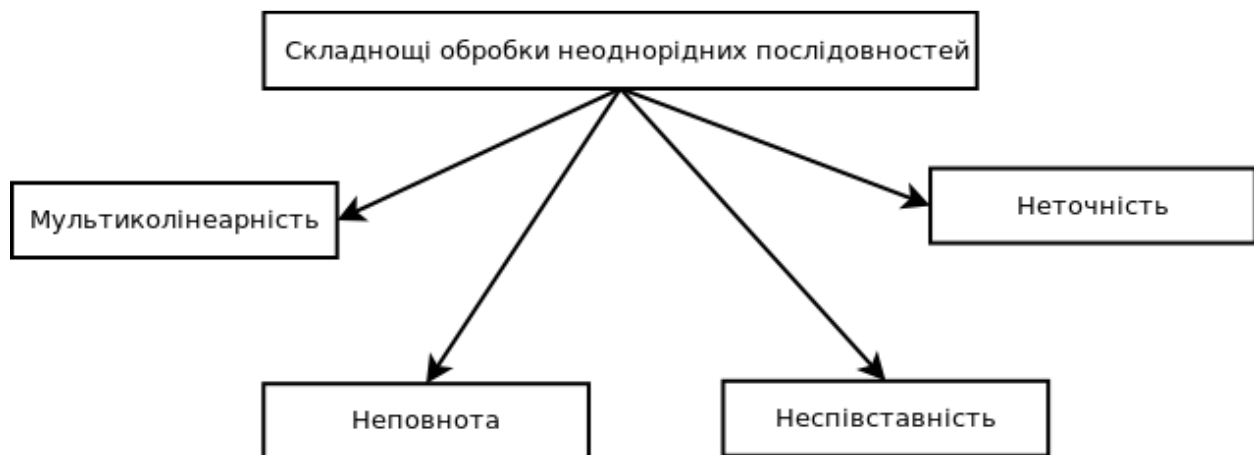 Складнощі обробки неоднорідних послідовностей
Мультиколінеарність
Неточність
Неповнота
Неспівставність